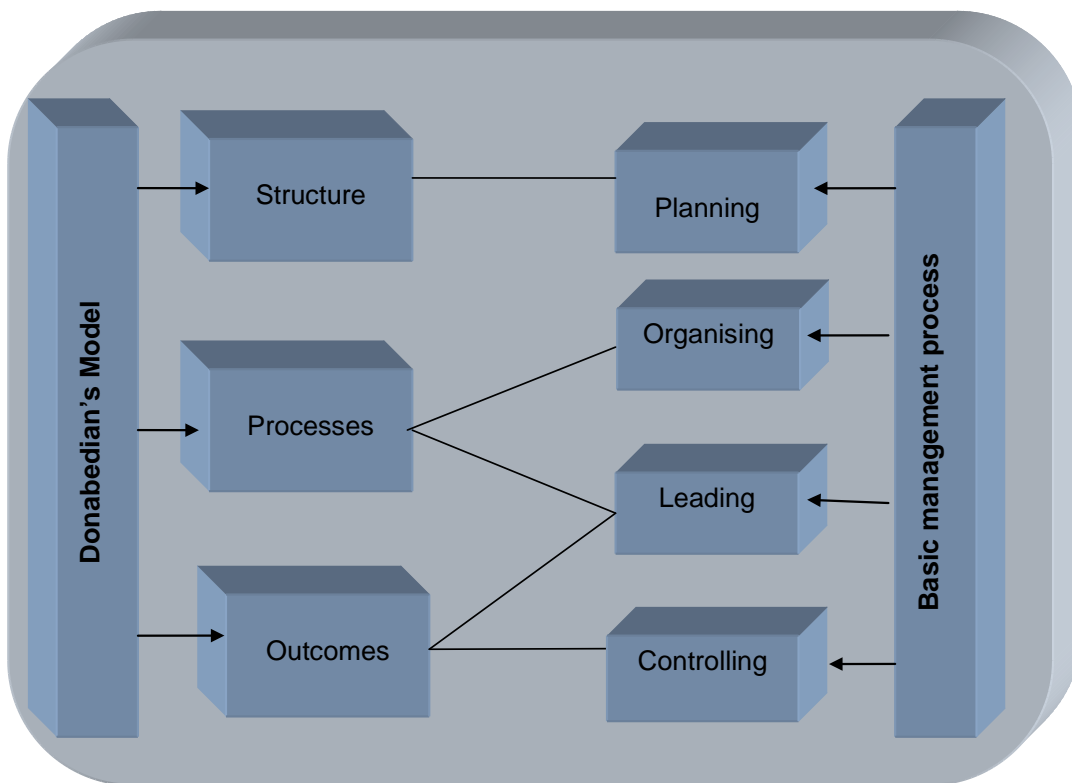 Donabedian’s Model
Structure
Processes
Outcomes
Planning
Organising
Leading
Controlling
Basic management process